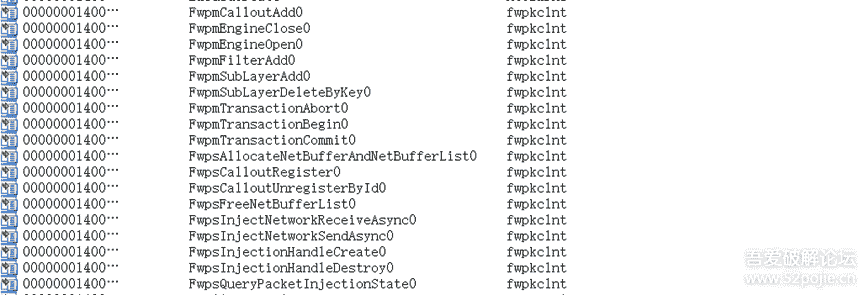 00000001400… FwpmCalloutAdd0 fwpkclnt
00000001400… FwpmEngineClose0 fwpkclnt
00000001400… FwpmEngineOpen0 fwpkclnt
00000001400… FwpmFilterAdd0 fwpkclnt
00000001400… FwpmSubLayerAdd0 fwpkclnt
00000001400… FwpmSubLayerDeleteByKey0 fwpkclnt
00000001400… FwpmTransactionAbort0 fwpkclnt
00000001400… FwpmTransactionBegin0 fwpkclnt
00000001400… FwpmTransactionCommit0 fwpkclnt
00000001400… FwpsAllocateNetBufferAndNetBufferList0 fwpkclnt
00000001400… FwpsCalloutRegister0 fwpkclnt
00000001400… FwpsCalloutUnregisterById0 fwpkclnt
00000001400… FwpsFreeNetBufferList0 fwpkclnt
00000001400… FwpsInjectNetworkReceiveAsync0 fwpkclnt
00000001400… FwpsInjectNetworkSendAsync0 fwpkclnt
00000001400… FwpsInjectionHandleCreate0 fwpkclnt
00000001400… FwpsInjectionHandleDestroy0 fwpkclnt
00000001400… FwpsQueryPacketInjectionState0 fwpkclnt
吾爱破解论坛
www.52pojie.cn